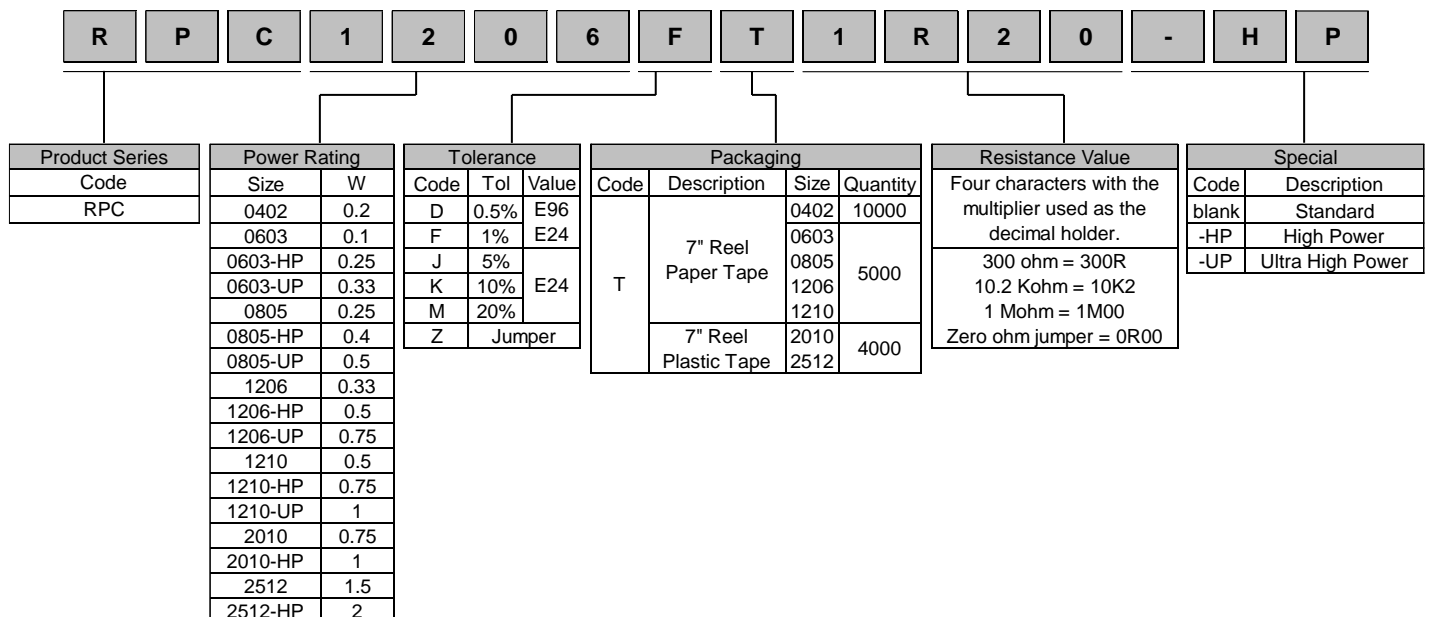 R P C 1 2 0 6 F T 1 R 2 0 - H P
Product Series
Code
RPC
Power Rating
Size W
0402 0.2
0603 0.1
0603-HP 0.25
0603-UP 0.33
0805 0.25
0805-HP 0.4
0805-UP 0.5
1206 0.33
1206-HP 0.5
1206-UP 0.75
1210 0.5
1210-HP 0.75
1210-UP 1
2010 0.75
2010-HP 1
2512 1.5
2512-HP 2
Tolerance
Code Tol Value
D 0.5% E96
F 1% E24
J 5%
K 10% E24
M 20%
Z Jumper
Packaging
Code Description Size Quantity
T
7" Reel
Paper Tape
0402 10000
0603
0805
1206
1210
5000
7" Reel
Plastic Tape
2010
2512
4000
Resistance Value
Four characters with the
multiplier used as the
decimal holder.
300 ohm = 300R
10.2 Kohm = 10K2
1 Mohm = 1M00
Zero ohm jumper = 0R00
Special
Code Description
blank Standard
-HP High Power
-UP Ultra High Power